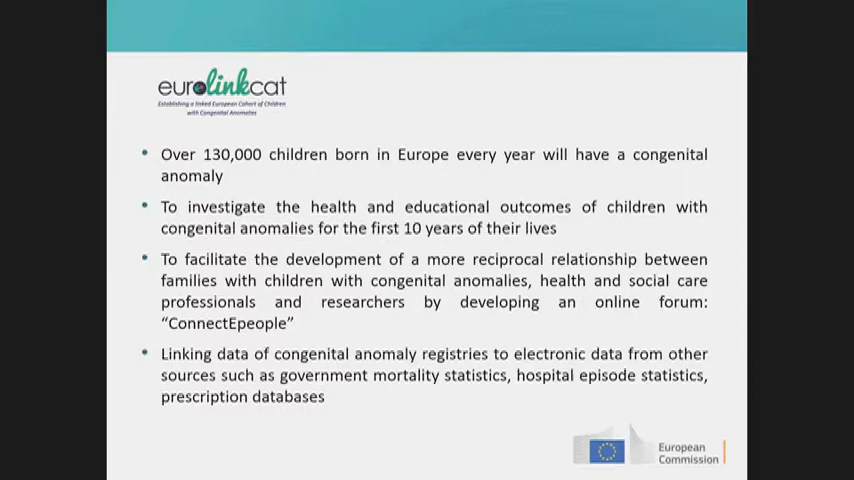 eurolinkcat
Establishing a linked European Cohort of Children
with Congenital Anomalies
• Over 130,000 children born in Europe every year will have a congenital
anomaly
• To investigate the health and educational outcomes of children with
congenital anomalies for the first 10 years of their lives
• To facilitate the development of a more reciprocal relationship between
families with children with congenital anomalies, health and social care
professionals and researchers by developing an online forum:
“ConnectEpeople”
• Linking data of congenital anomaly registries to electronic data from other
sources such as government mortality statistics, hospital episode statistics,
prescription databases
European
Commission